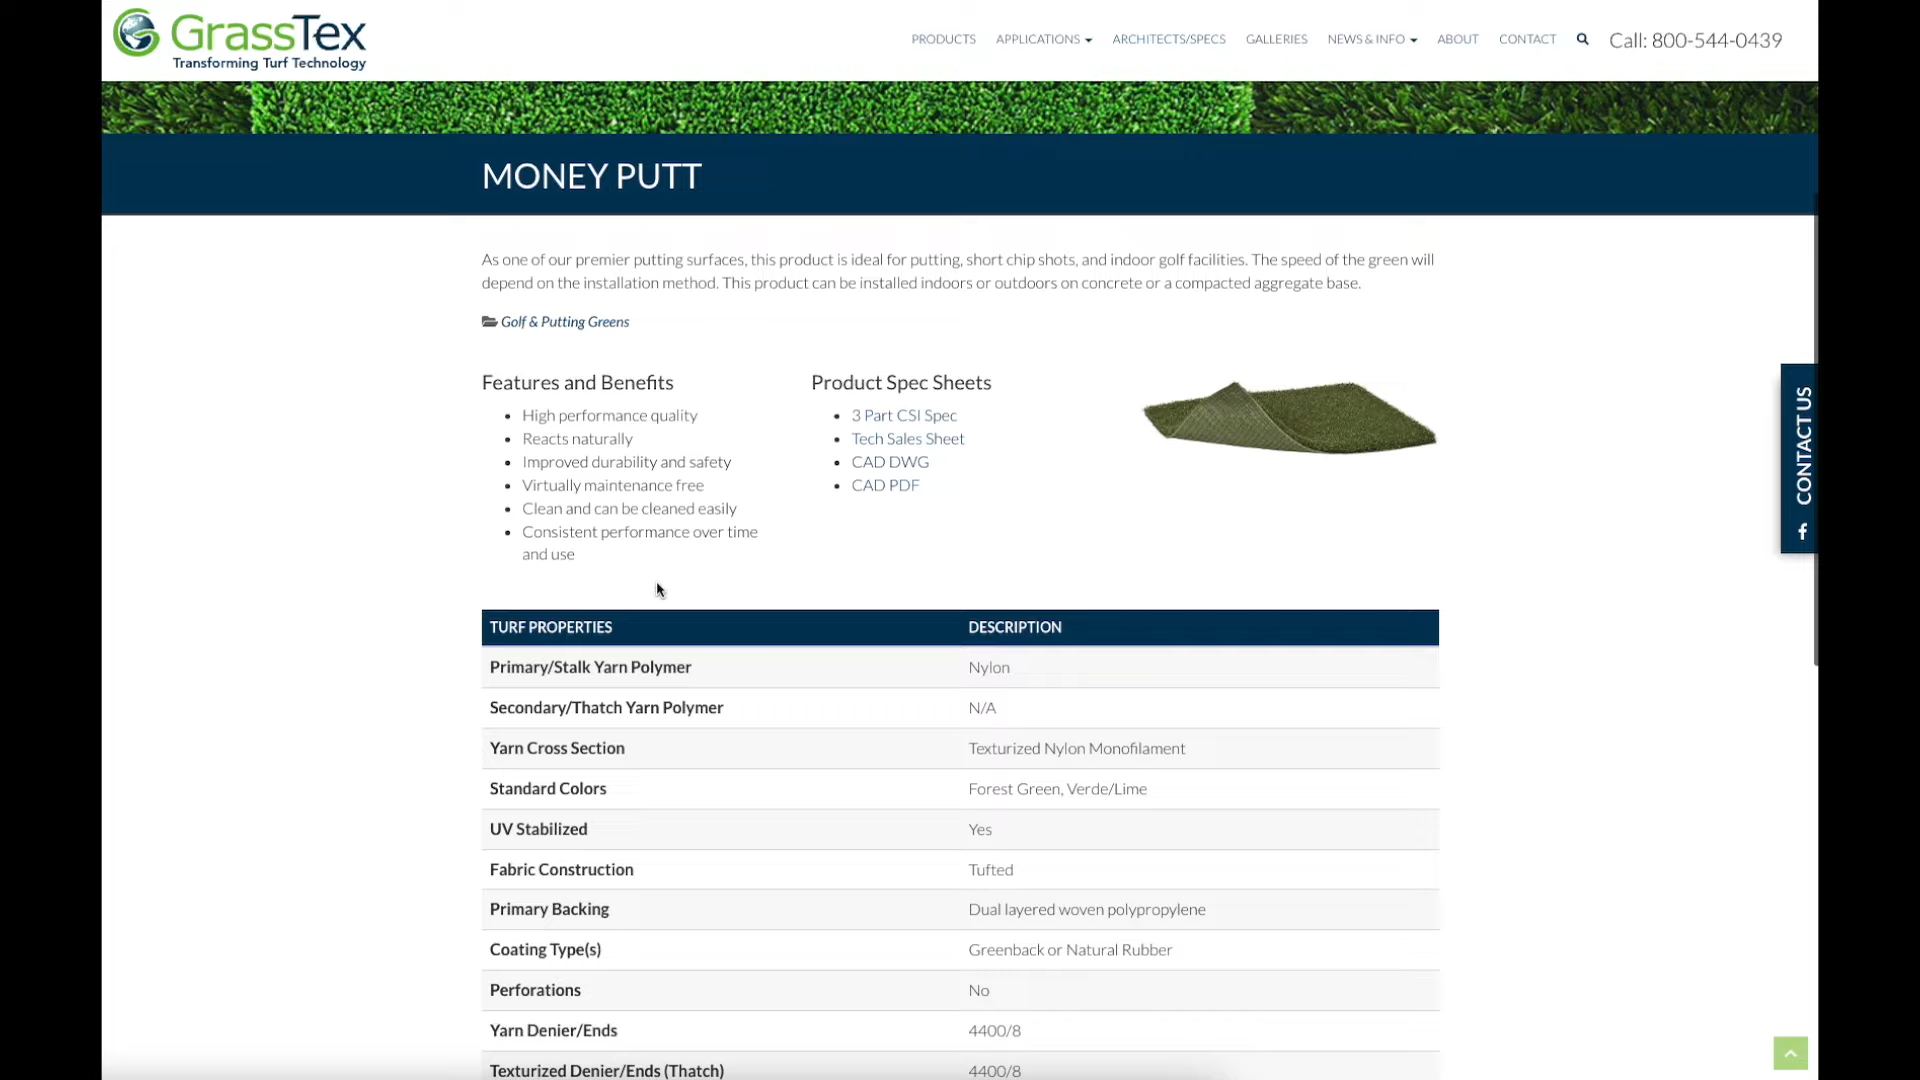 GrassTex
Transforming Turf Technology
PRODUCTS APPLICATIONS ARCHITECTS/SPECS GALLERIES NEWS & INFO ABOUT CONTACT Call: 800-544-0439
MONEY PUTT
As one of our premier putting surfaces, this product is ideal for putting, short chip shots, and indoor golf facilities. The speed of the green will
depend on the installation method. This product can be installed indoors or outdoors on concrete or a compacted aggregate base.
Golf & Putting Greens
Features and Benefits
High performance quality
Reacts naturally
Improved durability and safety
Virtually maintenance free
Clean and can be cleaned easily
Consistent performance over time
and use
Product Spec Sheets
3 Part CSI Spec
Tech Sales Sheet
CAD DWG
CAD PDF
CONTACT US
TURF PROPERTIES DESCRIPTION
Primary/Stalk Yarn Polymer Nylon
Secondary/Thatch Yarn Polymer N/A
Yarn Cross Section Texturized Nylon Monofilament
Standard Colors Forest Green, Verde/Lime
UV Stabilized Yes
Fabric Construction Tufted
Primary Backing Dual layered woven polypropylene
Coating Type(s) Greenback or Natural Rubber
Perforations No
Yarn Denier/Ends 4400/8
Texturized Denier/Ends (Thatch) 4400/8